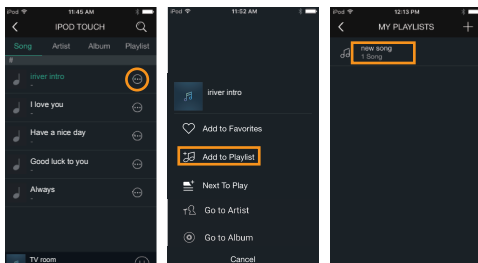 iPod
11:45 AM
IPOD TOUCH
Song Artist Album Playlist
#
iriver intro
-
I love you
-
Have a nice day
-
Good luck to you
-
Always
-
TV room
iPod
11:52 AM
iriver intro
Add to Favorites
Add to Playlist
Next To Play
Go to Artist
Go to Album
Cancel
iPod
12:13 PM
MY PLAYLISTS
new song
1 Song